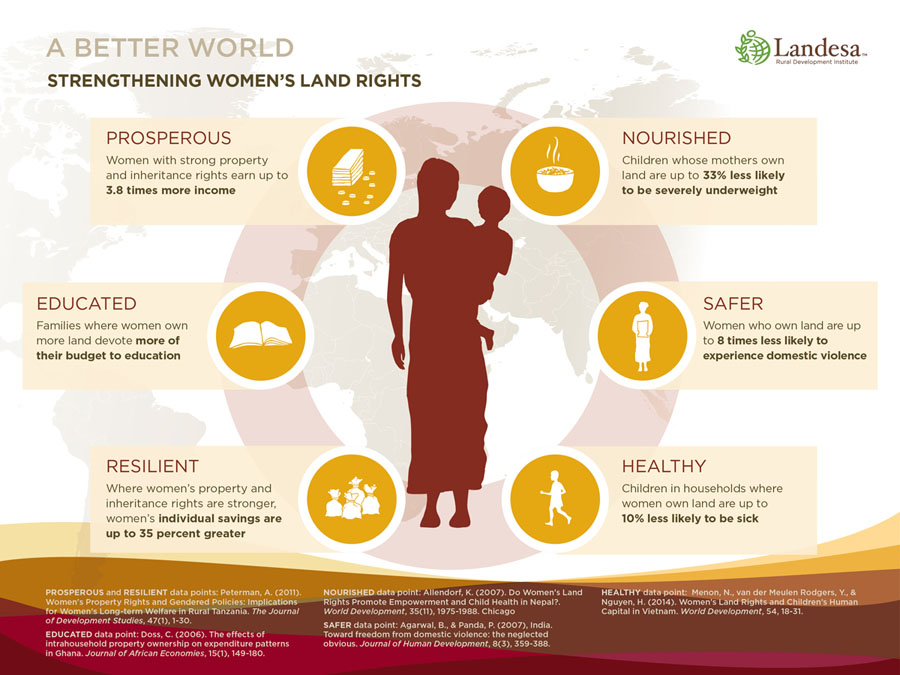 A BETTER WORLD
STRENGTHENING WOMEN'S LAND RIGHTS
Landesa™
Rural Development Institute
PROSPEROUS
Women with strong property
and inheritance rights earn up to
3.8 times more income
NOURISHED
Children whose mothers own
land are up to 33% less likely
to be severely underweight
EDUCATED
Families where women own
more land devote more of
their budget to education
SAFER
Women who own land are up
to 8 times less likely to
experience domestic violence
RESILIENT
Where women's property and
inheritance rights are stronger,
women's individual savings are
up to 35 percent greater
HEALTHY
Children in households where
women own land are up to
10% less likely to be sick
PROSPEROUS and RESILIENT data points: Peterman, A. (2011).
Women's Property Rights and Gendered Policies: Implications
for Women's Long-term Welfare in Rural Tanzania. The Journal
of Development Studies, 47(1), 1-30.
EDUCATED data point: Doss, C. (2006). The effects of
intrahousehold property ownership on expenditure patterns
in Ghana. Journal of African Economies, 15(1), 149-180.
NOURISHED data point: Allendorf, K. (2007). Do Women's Land
Rights Promote Empowerment and Child Health in Nepal?.
World Development, 35(11), 1975-1988. Chicago
SAFER data point: Agarwal, B., & Panda, P. (2007), India.
Toward freedom from domestic violence: the neglected
obvious. Journal of Human Development, 8(3), 359-388.
HEALTHY data point:  Menon, N., van der Meulen Rodgers, Y., &
Nguyen, H. (2014). Women's Land Rights and Children's Human
Capital in Vietnam. World Development, 54, 18-31.